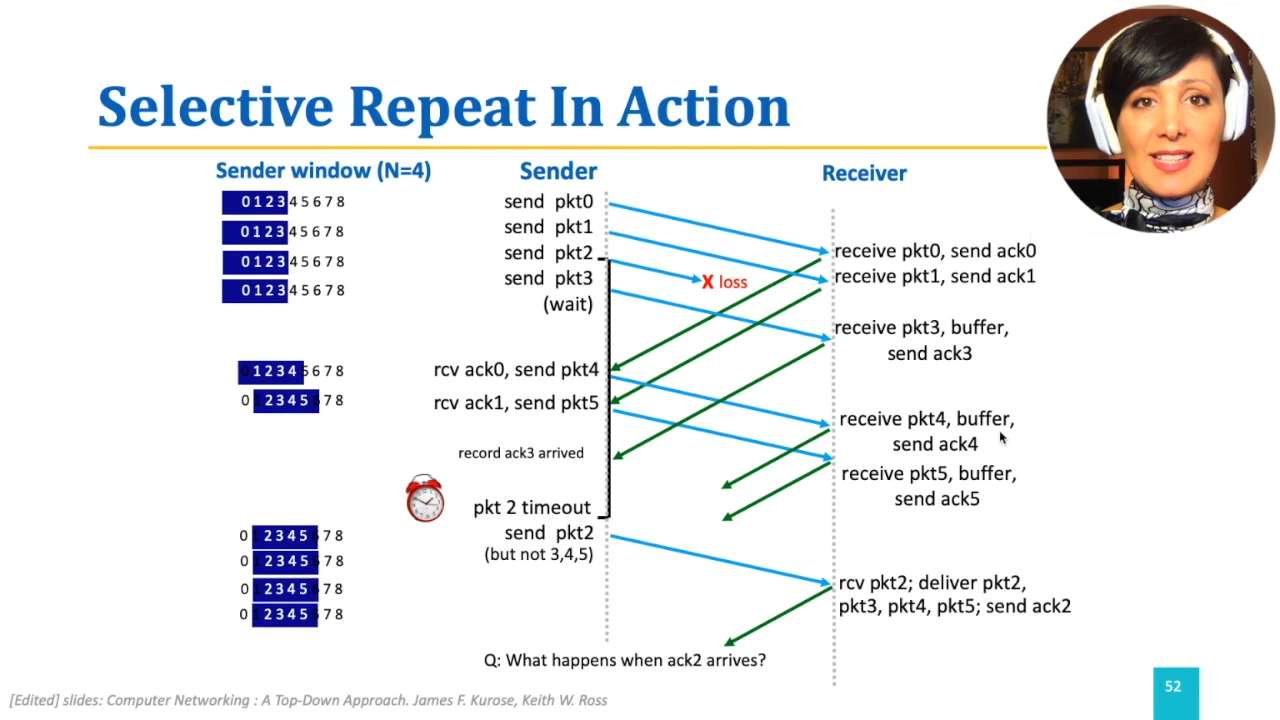 Selective Repeat In Action
Sender window (N=4)
Sender
Receiver
0 1 2 3 4 5 6 7 8
0 1 2 3 4 5 6 7 8
0 1 2 3 4 5 6 7 8
0 1 2 3 4 5 6 7 8
0 1 2 3 4 5 6 7 8
0 1 2 3 4 5 6 7 8
0 1 2 3 4 5 6 7 8
0 1 2 3 4 5 6 7 8
0 1 2 3 4 5 6 7 8
0 1 2 3 4 5 6 7 8
send pkt0
send pkt1
send pkt2
send pkt3
(wait)
X loss
rcv ack0, send pkt4
rcv ack1, send pkt5
record ack3 arrived
pkt 2 timeout
send pkt2
(but not 3,4,5)
receive pkt0, send ack0
receive pkt1, send ack1
receive pkt3, buffer,
send ack3
receive pkt4, buffer,
send ack4
receive pkt5, buffer,
send ack5
rcv pkt2; deliver pkt2,
pkt3, pkt4, pkt5; send ack2
Q: What happens when ack2 arrives?
52
[Edited] slides: Computer Networking : A Top-Down Approach. James F. Kurose, Keith W. Ross